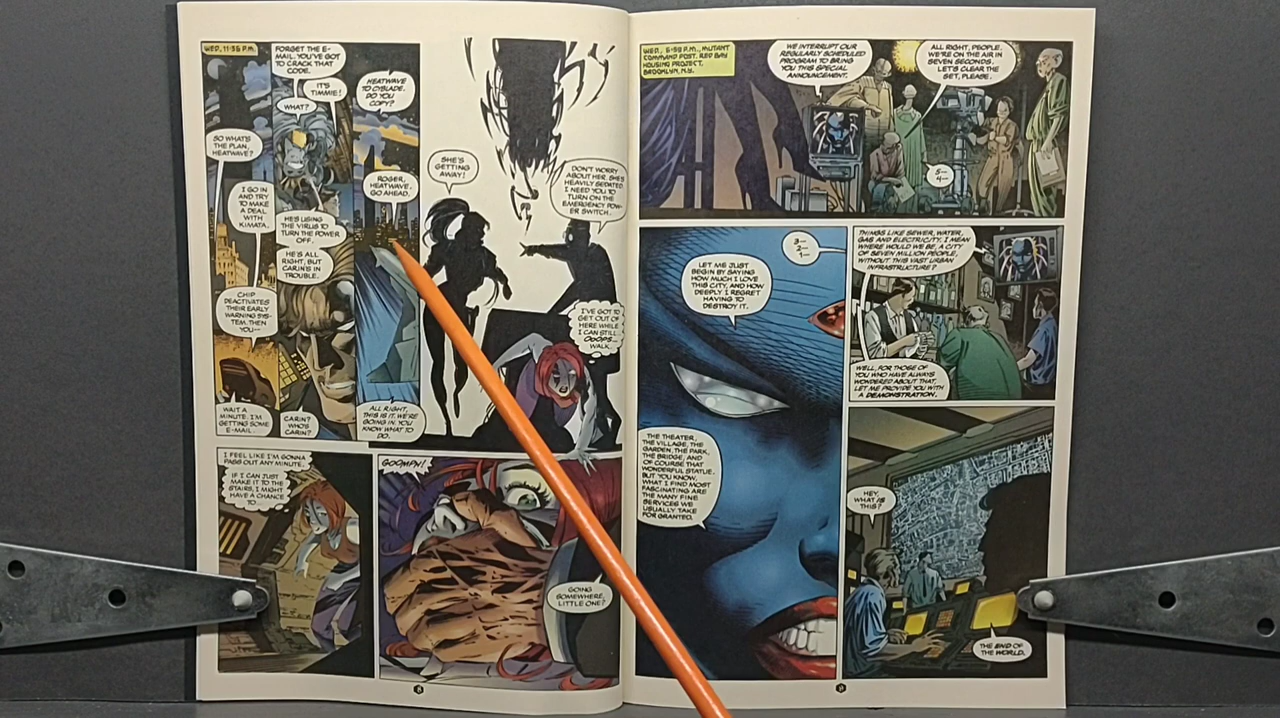 WED, 11:36 P.M.
FORGET THE E-
MAIL. YOU'VE GOT
TO CRACK THAT
CODE.
IT'S
TIMMIE!
WHAT?
SO WHAT'S
THE PLAN,
HEATWAVE?
I GO IN
AND TRY
TO MAKE
A DEAL
WITH
KIMATA.
HE'S USING
THE VIRUS TO
TURN THE POWER
OFF.
HE'S ALL
RIGHT, BUT
CARIN'S IN
TROUBLE.
CHIP
DEACTIVATES
THEIR EARLY
WARNING SYS-
TEM. THEN
YOU--
WAIT A
MINUTE. I'M
GETTING SOME
E-MAIL.
CARIN?
WHO'S
CARIN?
HEATWAVE
TO CYBLADE.
DO YOU
COPY?
ROGER,
HEATWAVE.
GO AHEAD.
ALL RIGHT,
THIS IS IT. WE'RE
GOING IN. YOU
KNOW WHAT TO
DO.
SHE'S
GETTING
AWAY!
DON'T WORRY
ABOUT HER. SHE'S
HEAVILY SEDATED.
I NEED YOU TO
TURN ON THE
EMERGENCY POW-
ER SWITCH.
I'VE GOT TO
GET OUT OF
HERE WHILE
I CAN STILL..
OOOPS...
WALK.
I FEEL LIKE I'M GONNA
PASS OUT ANY MINUTE.
IF I CAN JUST
MAKE IT TO THE
STAIRS, I MIGHT
HAVE A CHANCE
TO...
GOOMPH!
GOING
SOMEWHERE,
LITTLE ONE?
8
WED, 5:59 P.M., MUTANT
COMMAND POST. RED BAY
HOUSING PROJECT,
BROOKLYN, N.Y.
WE INTERRUPT OUR
REGULARLY SCHEDULED
PROGRAM TO BRING
YOU THIS SPECIAL
ANNOUNCEMENT.
ALL RIGHT, PEOPLE.
WE'RE ON THE AIR IN
SEVEN SECONDS.
LET'S CLEAR THE
SET, PLEASE.
5--
4--
3--
2--
1--
LET ME JUST
BEGIN BY SAYING
HOW MUCH I LOVE
THIS CITY, AND HOW
DEEPLY I REGRET
HAVING TO
DESTROY IT.
THE THEATER,
THE VILLAGE, THE
GARDEN, THE PARK,
THE BRIDGE, AND
OF COURSE THAT
WONDERFUL STATUE.
BUT YOU KNOW,
WHAT I FIND MOST
FASCINATING ARE
THE MANY FINE
SERVICES WE
USUALLY TAKE
FOR GRANTED.
THINGS LIKE SEWER, WATER,
GAS AND ELECTRICITY. I MEAN
WHERE WOULD WE BE, A CITY
OF SEVEN MILLION PEOPLE,
WITHOUT THIS VAST URBAN
INFRASTRUCTURE?
WELL, FOR THOSE OF
YOU WHO HAVE ALWAYS
WONDERED ABOUT THAT,
LET ME PROVIDE YOU WITH
A DEMONSTRATION.
HEY,
WHAT IS
THIS?
THE END OF
THE WORLD.
9